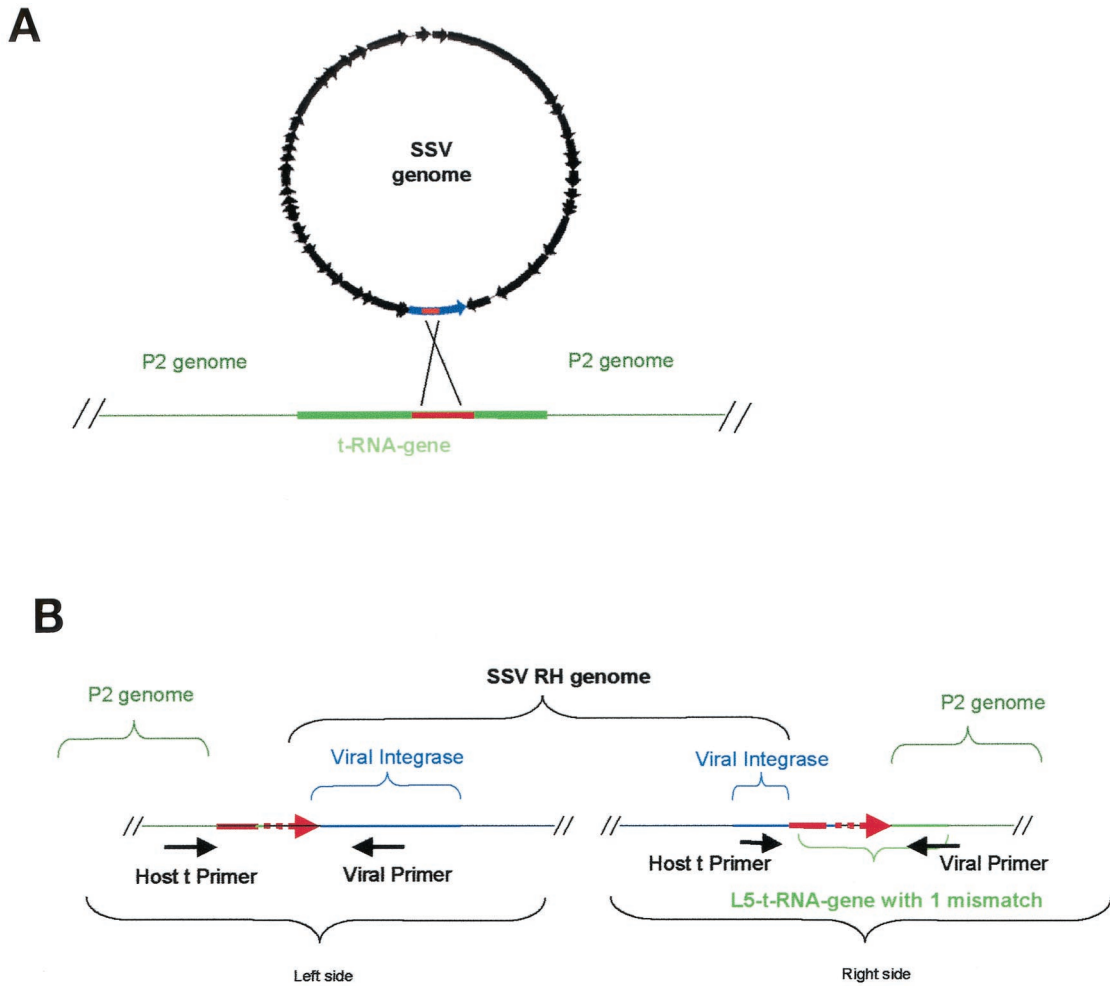 A
SSV
genome
P2 genome
P2 genome
t-RNA-gene
B
SSV RH genome
P2 genome
P2 genome
Viral Integrase
Viral Integrase
Host t Primer
Viral Primer
Host t Primer
Viral Primer
L5-t-RNA-gene with 1 mismatch
Left side
Right side